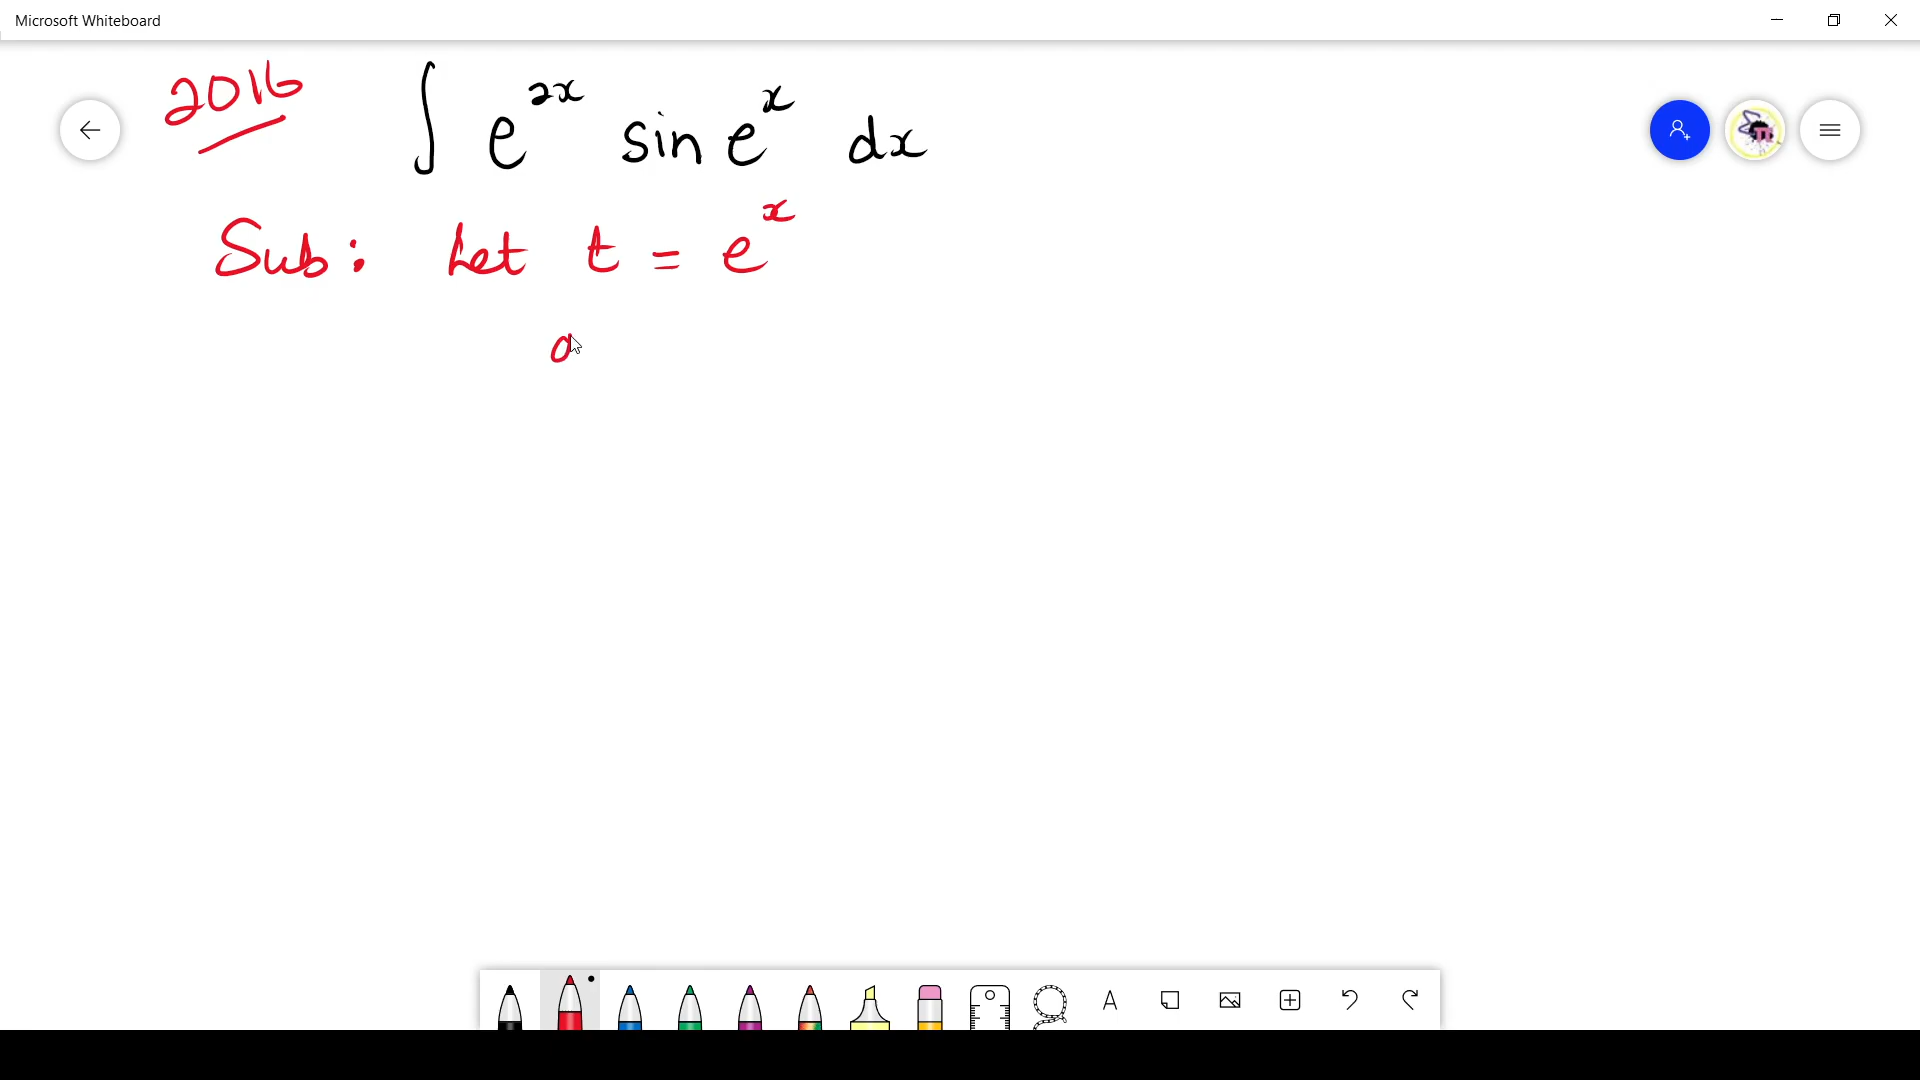 Microsoft Whiteboard
2016 ∫ e^{2x} sin e^x dx
Sub: Let t = e^x
d
A